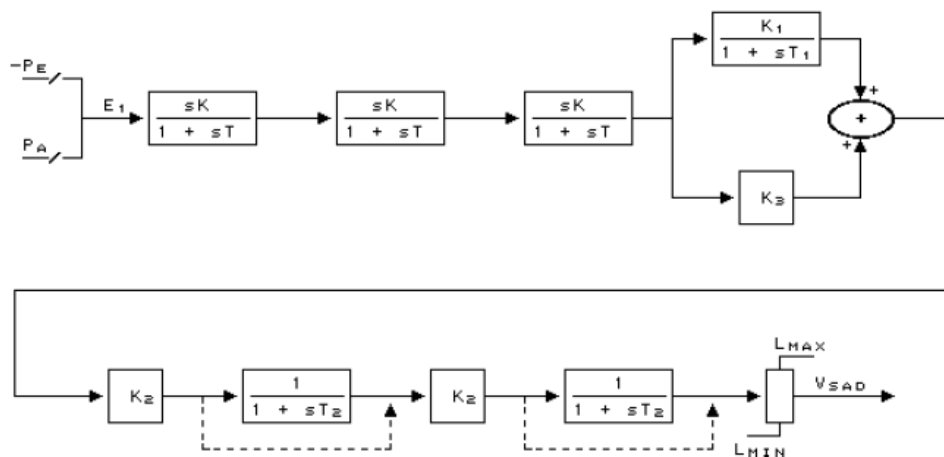 -PE
PA
E1
sK
1 + sT
sK
1 + sT
sK
1 + sT
K1
1 + sT1
K3
+
+
+
K2
1
1 + sT2
K2
1
1 + sT2
LMAX
LMIN
VSAD